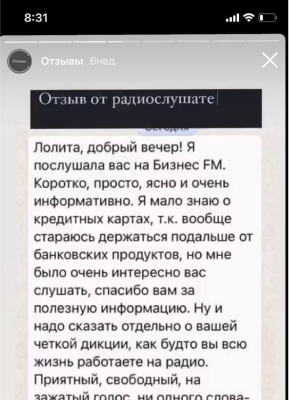 8:31
Отзывы 6нед.
Отзыв от радиослушате
Сегодня
Лолита, добрый вечер! Я
послушала вас на Бизнес FM.
Коротко, просто, ясно и очень
информативно. Я мало знаю о
кредитных картах, т.к. вообще
стараюсь держаться подальше от
банковских продуктов, но мне
было очень интересно вас
слушать, спасибо вам за
полезную информацию. Ну и
надо сказать отдельно о вашей
четкой дикции, как будто вы всю
жизнь работаете на радио.
Приятный, свободный, на
зажатый голос, ни одного слова-